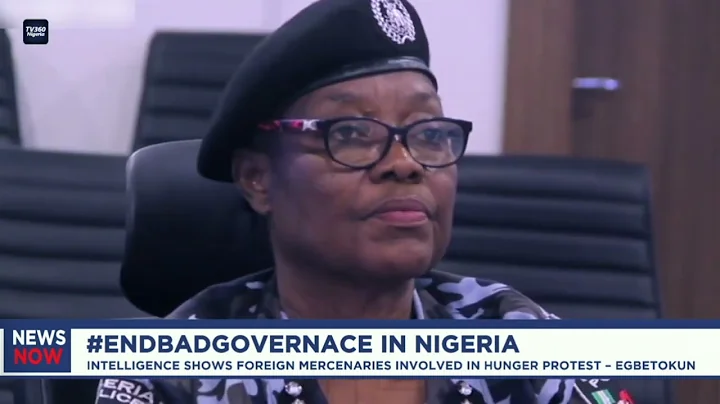 TV360
Nigeria
NEWS
NOW
#ENDBADGOVERNACE IN NIGERIA
INTELLIGENCE SHOWS FOREIGN MERCENARIES INVOLVED IN HUNGER PROTEST – EGBETOKUN